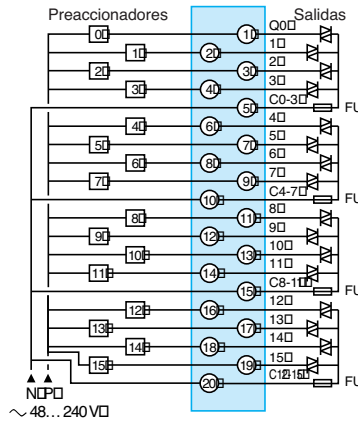 Preaccionadores Salidas
0 1 Q0
1 2 1
2 3 2
3 4 3
5 C0-3 FU
4 6 4
5 7 5
6 8 6
7 9 7
10 C4-7 FU
8 11 8
9 12 9
10 13 10
11 14 11
15 C8-11 FU
12 16 12
13 17 13
14 18 14
15 19 15
20 C12-15 FU
N P
~ 48... 240 V